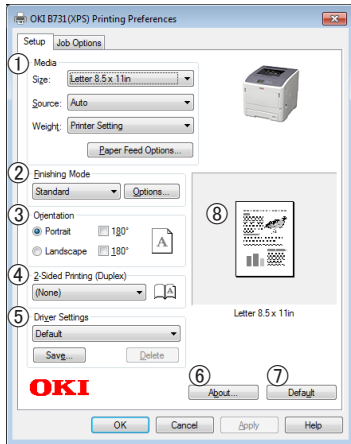 OKI B731(XPS) Printing Preferences
Setup Job Options
① Media
Size: Letter 8.5 x 11in
Source: Auto
Weight: Printer Setting
Paper Feed Options...
② Finishing Mode
Standard Options...
③ Orientation
Portrait 180°
Landscape 180°
A
④ 2-Sided Printing (Duplex)
(None)
A
⑤ Driver Settings
Default
Save... Delete
⑧
Letter 8.5 x 11in
OKI
⑥ ⑦
About... Default
OK Cancel Apply Help